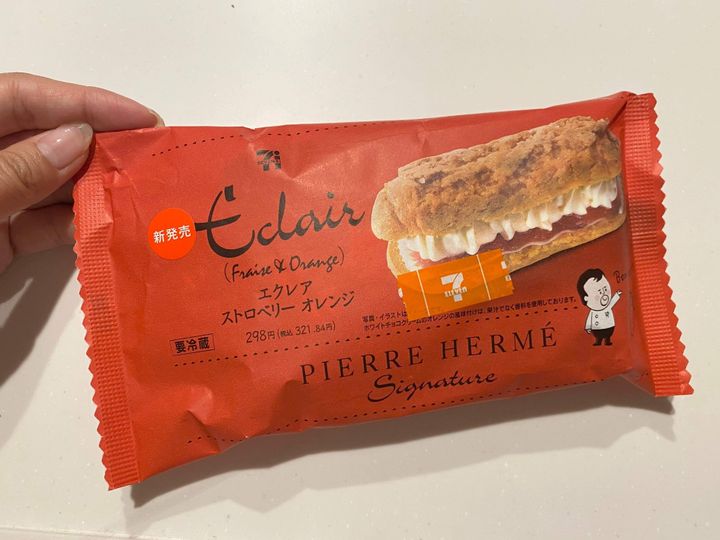 新発売
Eclair
(Fraise & Orange)
エクレア
ストロベリー オレンジ
298円(税込 321.84円)
要冷蔵
写真・イラストは
ホワイトチョコクリームのオレンジの風味付けは、果汁でなく香料を使用しております。
PIERRE HERMÉ
Signature
7